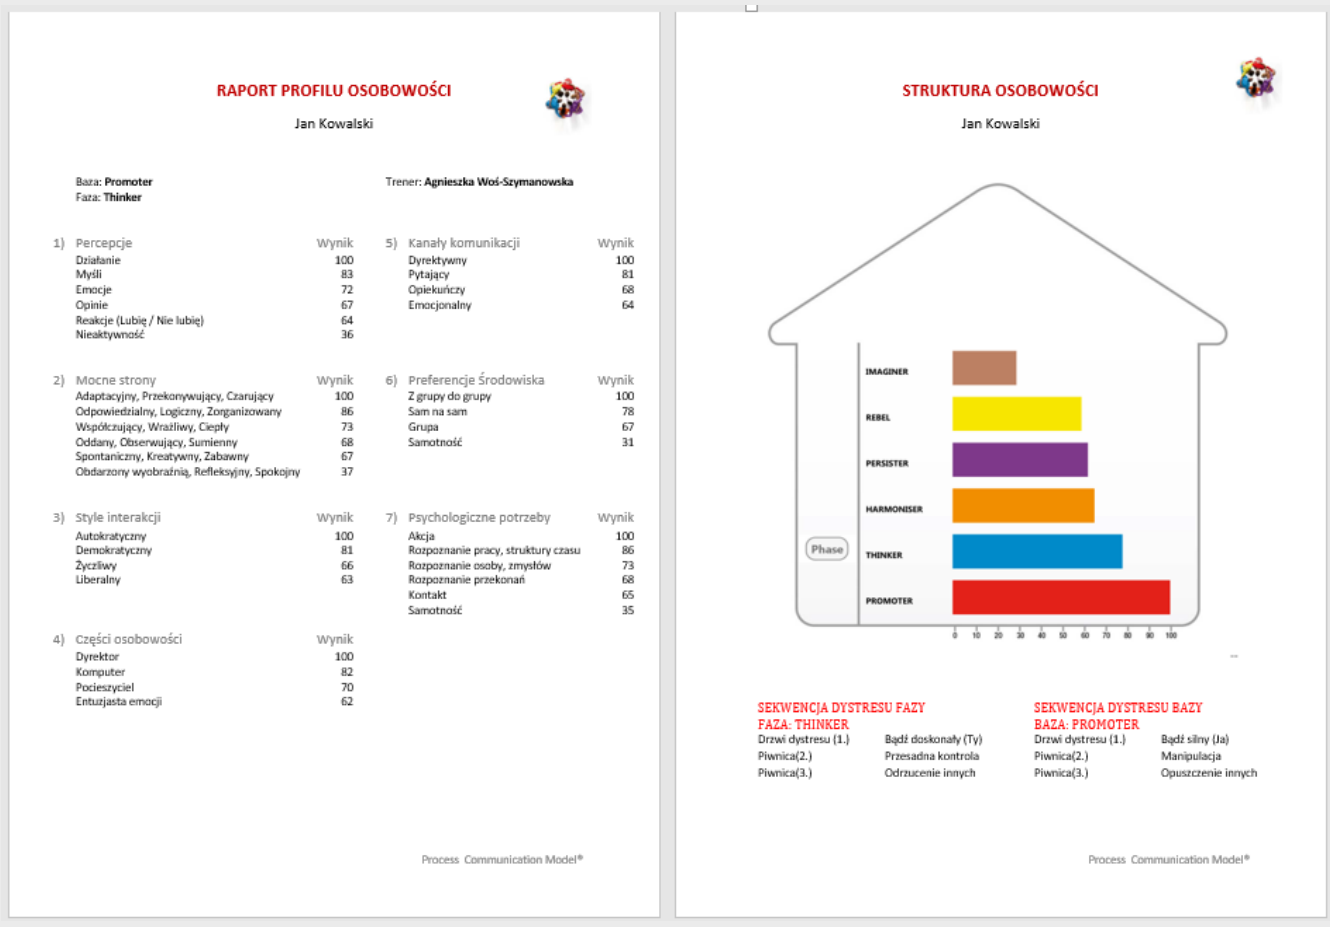 RAPORT PROFILU OSOBOWOŚCI
Jan Kowalski
Baza: Promoter
Faza: Thinker
Trener: Agnieszka Woś-Szymanowska
1) Percepcje Wynik
Działanie 100
Myśli 83
Emocje 72
Opinie 67
Reakcje (Lubię / Nie lubię) 64
Nieaktywność 36
2) Mocne strony Wynik
Adaptacyjny, Przekonywujący, Czarujący 100
Odpowiedzialny, Logiczny, Zorganizowany 86
Współczujący, Wrażliwy, Ciepły 73
Oddany, Obserwujący, Sumienny 68
Spontaniczny, Kreatywny, Zabawny 67
Obdarzony wyobraźnią, Refleksyjny, Spokojny 37
3) Style interakcji Wynik
Autokratyczny 100
Demokratyczny 81
Życzliwy 66
Liberalny 63
4) Części osobowości Wynik
Dyrektor 100
Komputer 82
Pocieszyciel 70
Entuzjasta emocji 62
5) Kanały komunikacji Wynik
Dyrektywny 100
Pytający 81
Opiekuńczy 68
Emocjonalny 64
6) Preferencje Środowiska Wynik
Z grupy do grupy 100
Sam na sam 78
Grupa 67
Samotność 31
7) Psychologiczne potrzeby Wynik
Akcja 100
Rozpoznanie pracy, struktury czasu 86
Rozpoznanie osoby, zmysłów 73
Rozpoznanie przekonań 68
Kontakt 65
Samotność 35
Process Communication Model®
STRUKTURA OSOBOWOŚCI
Jan Kowalski
IMAGINER
REBEL
PERSISTER
HARMONISER
Phase THINKER
PROMOTER
0 10 20 30 40 50 60 70 80 90 100
SEKWENCJA DYSTRESU FAZY
FAZA: THINKER
Drzwi dystresu (1.) Bądź doskonały (Ty)
Piwnica(2.) Przesadna kontrola
Piwnica(3.) Odrzucenie innych
SEKWENCJA DYSTRESU BAZY
BAZA: PROMOTER
Drzwi dystresu (1.) Bądź silny (Ja)
Piwnica(2.) Manipulacja
Piwnica(3.) Opuszczenie innych
Process Communication Model®